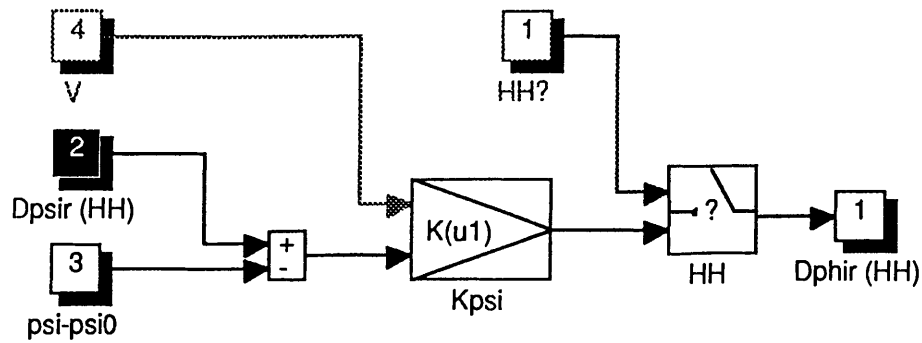 4
V
1
HH?
2
Dpsir (HH)
3
psi-psi0
+
-
K(u1)
Kpsi
?
HH
1
Dphir (HH)